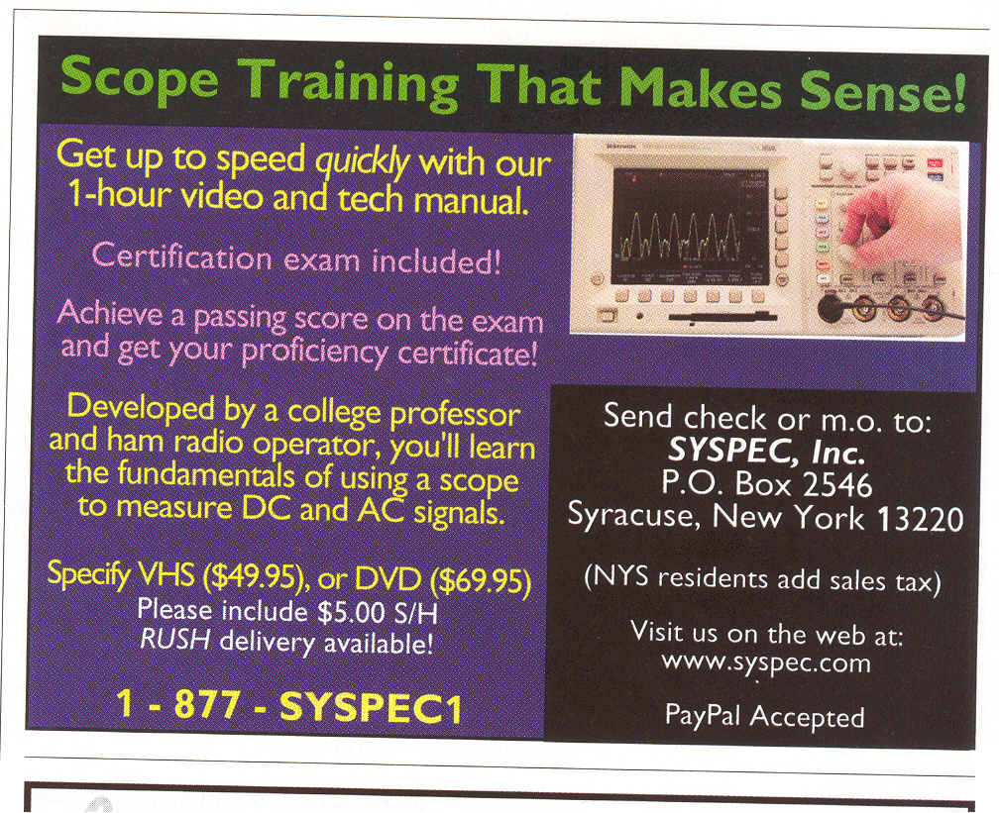 Scope Training That Makes Sense!
Get up to speed quickly with our
1-hour video and tech manual.
Certification exam included!
Achieve a passing score on the exam
and get your proficiency certificate!
Developed by a college professor
and ham radio operator, you'll learn
the fundamentals of using a scope
to measure DC and AC signals.
Specify VHS ($49.95), or DVD ($69.95)
Please include $5.00 S/H
RUSH delivery available!
1 - 877 - SYSPEC1
Tektronix
Send check or m.o. to:
SYSPEC, Inc.
P.O. Box 2546
Syracuse, New York 13220
(NYS residents add sales tax)
Visit us on the web at:
www.syspec.com
PayPal Accepted